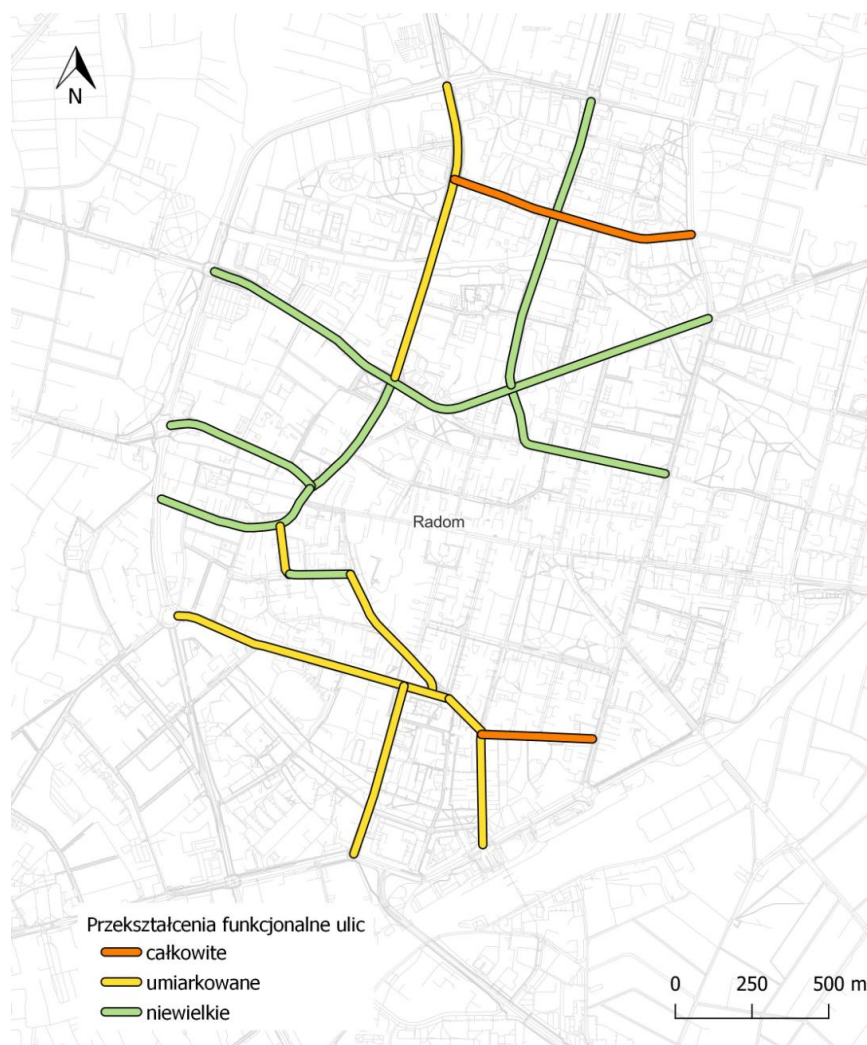 N
Radom
Przekształcenia funkcjonalne ulic
całkowite
umiarkowane
niewielkie
0 250 500 m